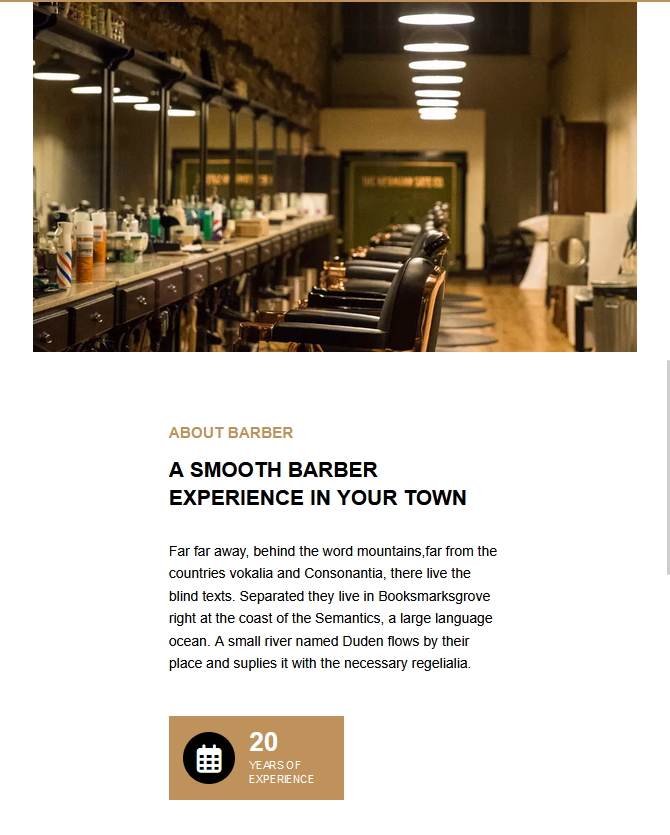 ABOUT BARBER
A SMOOTH BARBER
EXPERIENCE IN YOUR TOWN
Far far away, behind the word mountains,far from the
countries vokalia and Consonantia, there live the
blind texts. Separated they live in Booksmarksgrove
right at the coast of the Semantics, a large language
ocean. A small river named Duden flows by their
place and suplies it with the necessary regelialia.
20
YEARS OF
EXPERIENCE